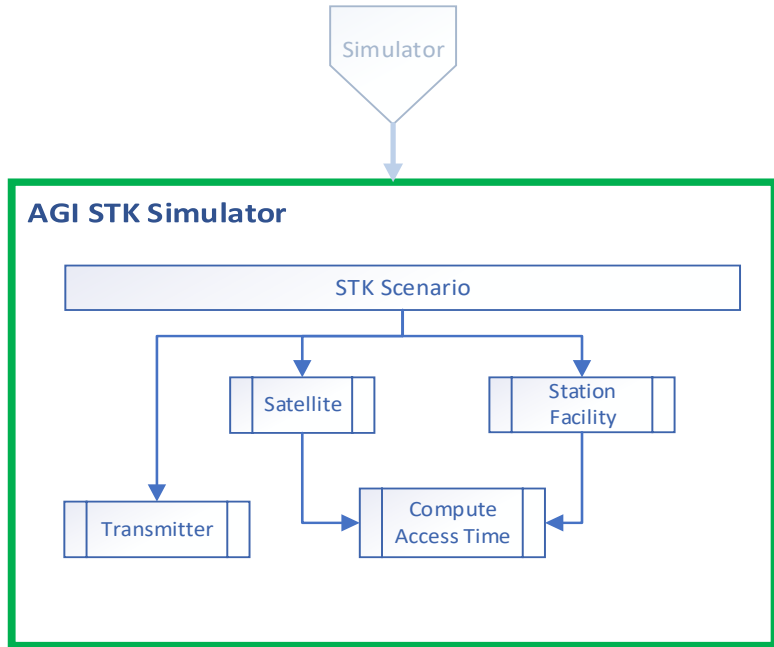 Simulator
AGI STK Simulator
STK Scenario
Satellite
Station
Facility
Transmitter
Compute
Access Time